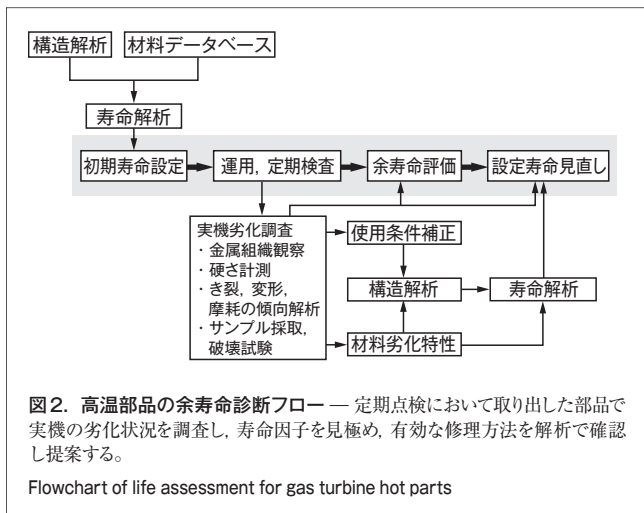 構造解析
材料データベース
寿命解析
初期寿命設定
運用，定期検査
余寿命評価
設定寿命見直し
実機劣化調査
・金属組織観察
・硬さ計測
・き裂，変形，
摩耗の傾向解析
・サンプル採取，
破壊試験
使用条件補正
構造解析
寿命解析
材料劣化特性
図2．高温部品の余寿命診断フロー — 定期点検において取り出した部品で
実機の劣化状況を調査し，寿命因子を見極め，有効な修理方法を解析で確認
し提案する。
Flowchart of life assessment for gas turbine hot parts